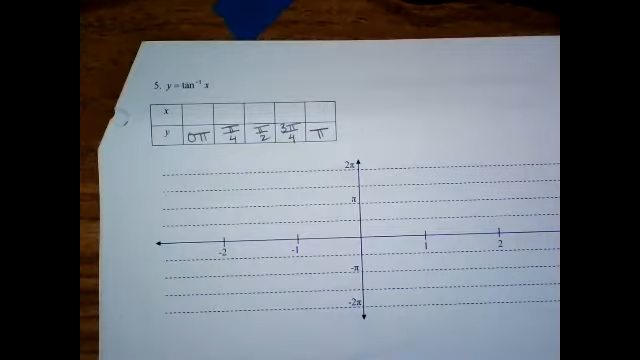 5. y = tan⁻¹ x
x
y 0π π/4 π/2 3π/4 π
2π
π
-2 -1 1 2
-π
-2π